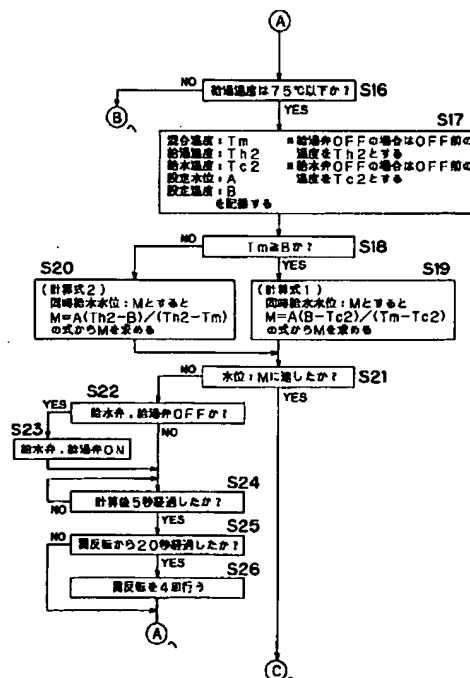 A
給湯温度は75℃以下か?
S16
NO
YES
B
S17
混合温度:Tm
給湯温度:Th2
給水温度:Tc2
設定水位:A
設定温度:B
を記録する
※給湯弁OFFの場合はOFF前の
温度をTh2とする
※給水弁OFFの場合はOFF前の
温度をTc2とする
Tm≧Bか?
S18
NO
YES
S20
(計算式2)
同時給水水位:Mとすると
M=A(Th2-B)/(Th2-Tm)
の式からMを求める
S19
(計算式1)
同時給水水位:Mとすると
M=A(B-Tc2)/(Tm-Tc2)
の式からMを求める
水位:Mに達したか?
S21
NO
YES
S22
給水弁.給湯弁OFFか?
YES
NO
S23
給水弁.給湯弁ON
S24
計算後5秒経過したか?
NO
YES
S25
反転から20秒経過したか?
NO
YES
S26
反転を4回行う
A
C